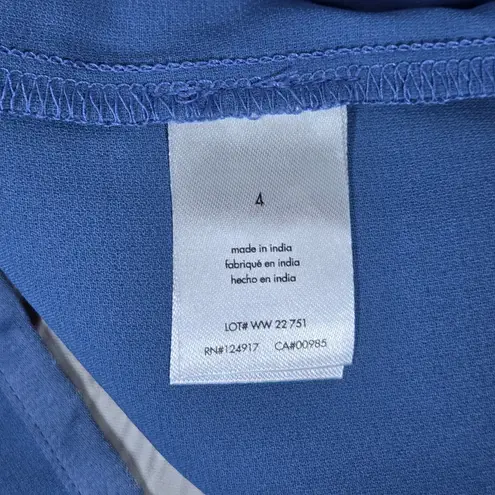 4
made in india
fabriqué en india
hecho en india
LOT# WW 22 751
RN#124917 CA#00985